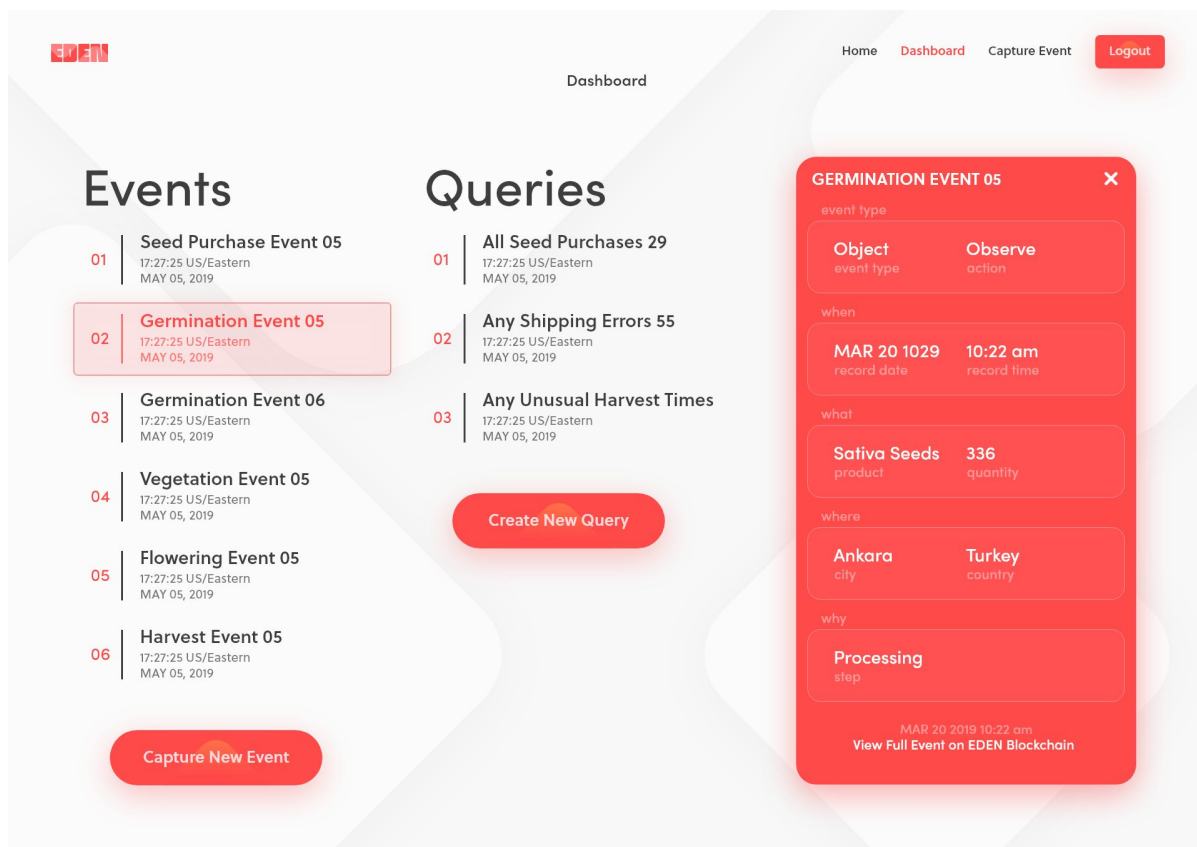 EDEN
Home Dashboard Capture Event Logout
Dashboard
Events
01
Seed Purchase Event 05
17:27:25 US/Eastern
MAY 05, 2019
02
Germination Event 05
17:27:25 US/Eastern
MAY 05, 2019
03
Germination Event 06
17:27:25 US/Eastern
MAY 05, 2019
04
Vegetation Event 05
17:27:25 US/Eastern
MAY 05, 2019
05
Flowering Event 05
17:27:25 US/Eastern
MAY 05, 2019
06
Harvest Event 05
17:27:25 US/Eastern
MAY 05, 2019
Capture New Event
Queries
01
All Seed Purchases 29
17:27:25 US/Eastern
MAY 05, 2019
02
Any Shipping Errors 55
17:27:25 US/Eastern
MAY 05, 2019
03
Any Unusual Harvest Times
17:27:25 US/Eastern
MAY 05, 2019
Create New Query
GERMINATION EVENT 05
event type
Object Observe
event type action
when
MAR 20 1029 10:22 am
record date record time
what
Sativa Seeds 336
product quantity
where
Ankara Turkey
city country
why
Processing
step
MAR 20 2019 10:22 am
View Full Event on EDEN Blockchain